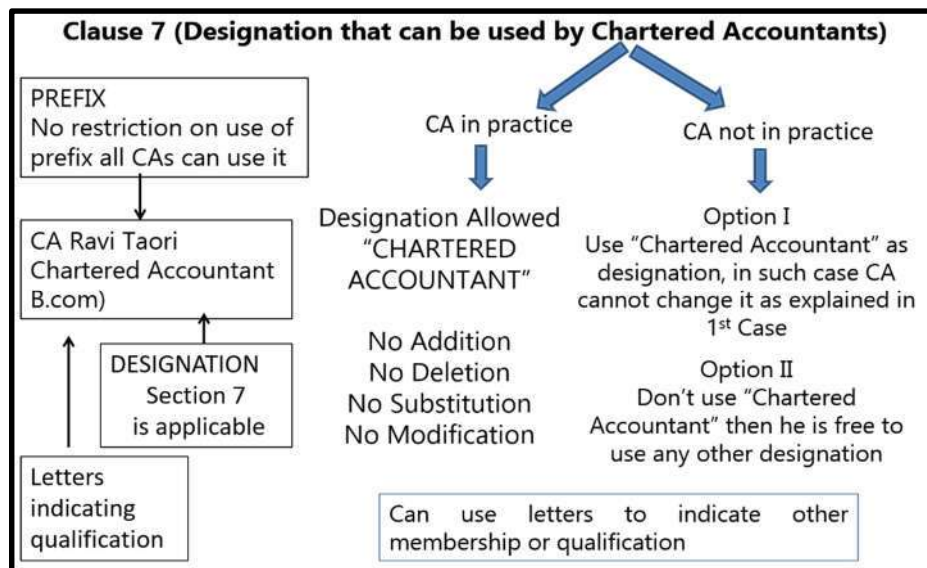 Clause 7 (Designation that can be used by Chartered Accountants)
PREFIX
No restriction on use of
prefix all CAs can use it
CA Ravi Taori
Chartered Accountant
B.com)
DESIGNATION
Section 7
is applicable
Letters
indicating
qualification
CA in practice
Designation Allowed
“CHARTERED
ACCOUNTANT”
No Addition
No Deletion
No Substitution
No Modification
CA not in practice
Option I
Use “Chartered Accountant” as
designation, in such case CA
cannot change it as explained in
1st Case
Option II
Don’t use “Chartered
Accountant” then he is free to
use any other designation
Can use letters to indicate other
membership or qualification